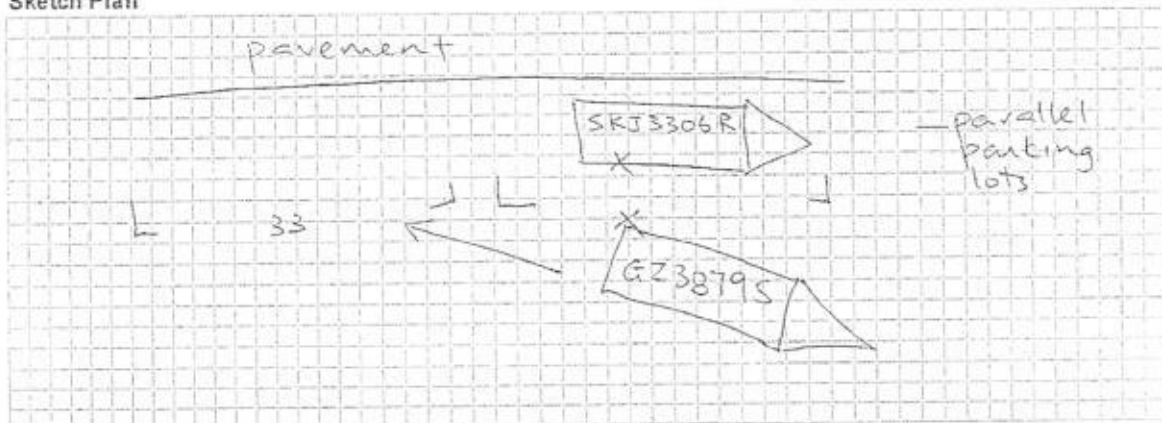 Sketch Plan
pavement
SKJ3306R
parallel
parking
lots
33
GZ3879S